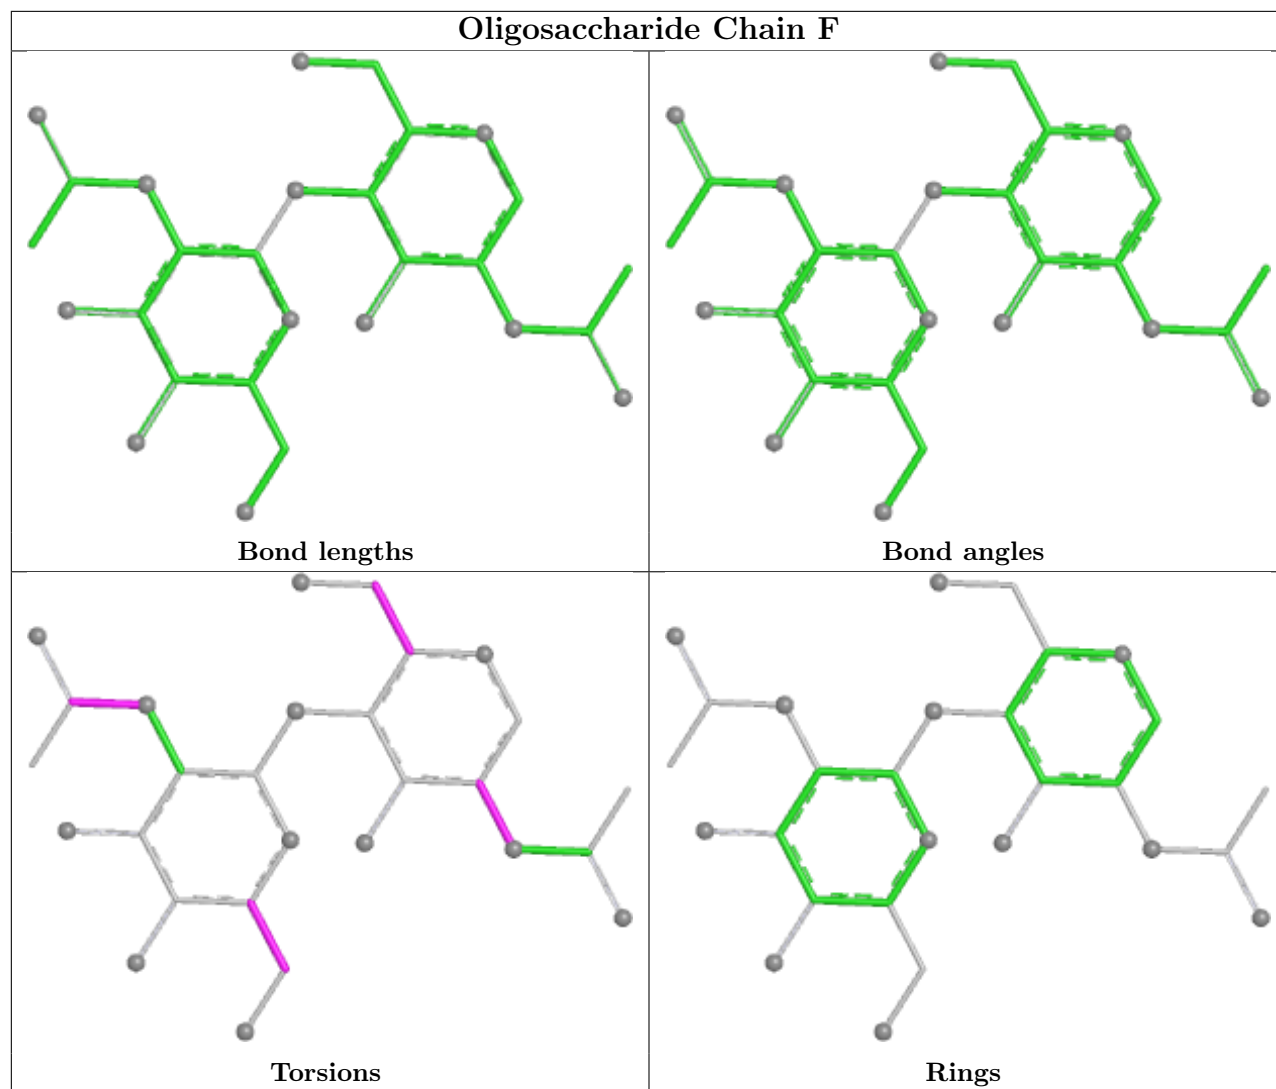 Oligosaccharide Chain F
Bond lengths
Bond angles
Torsions
Rings